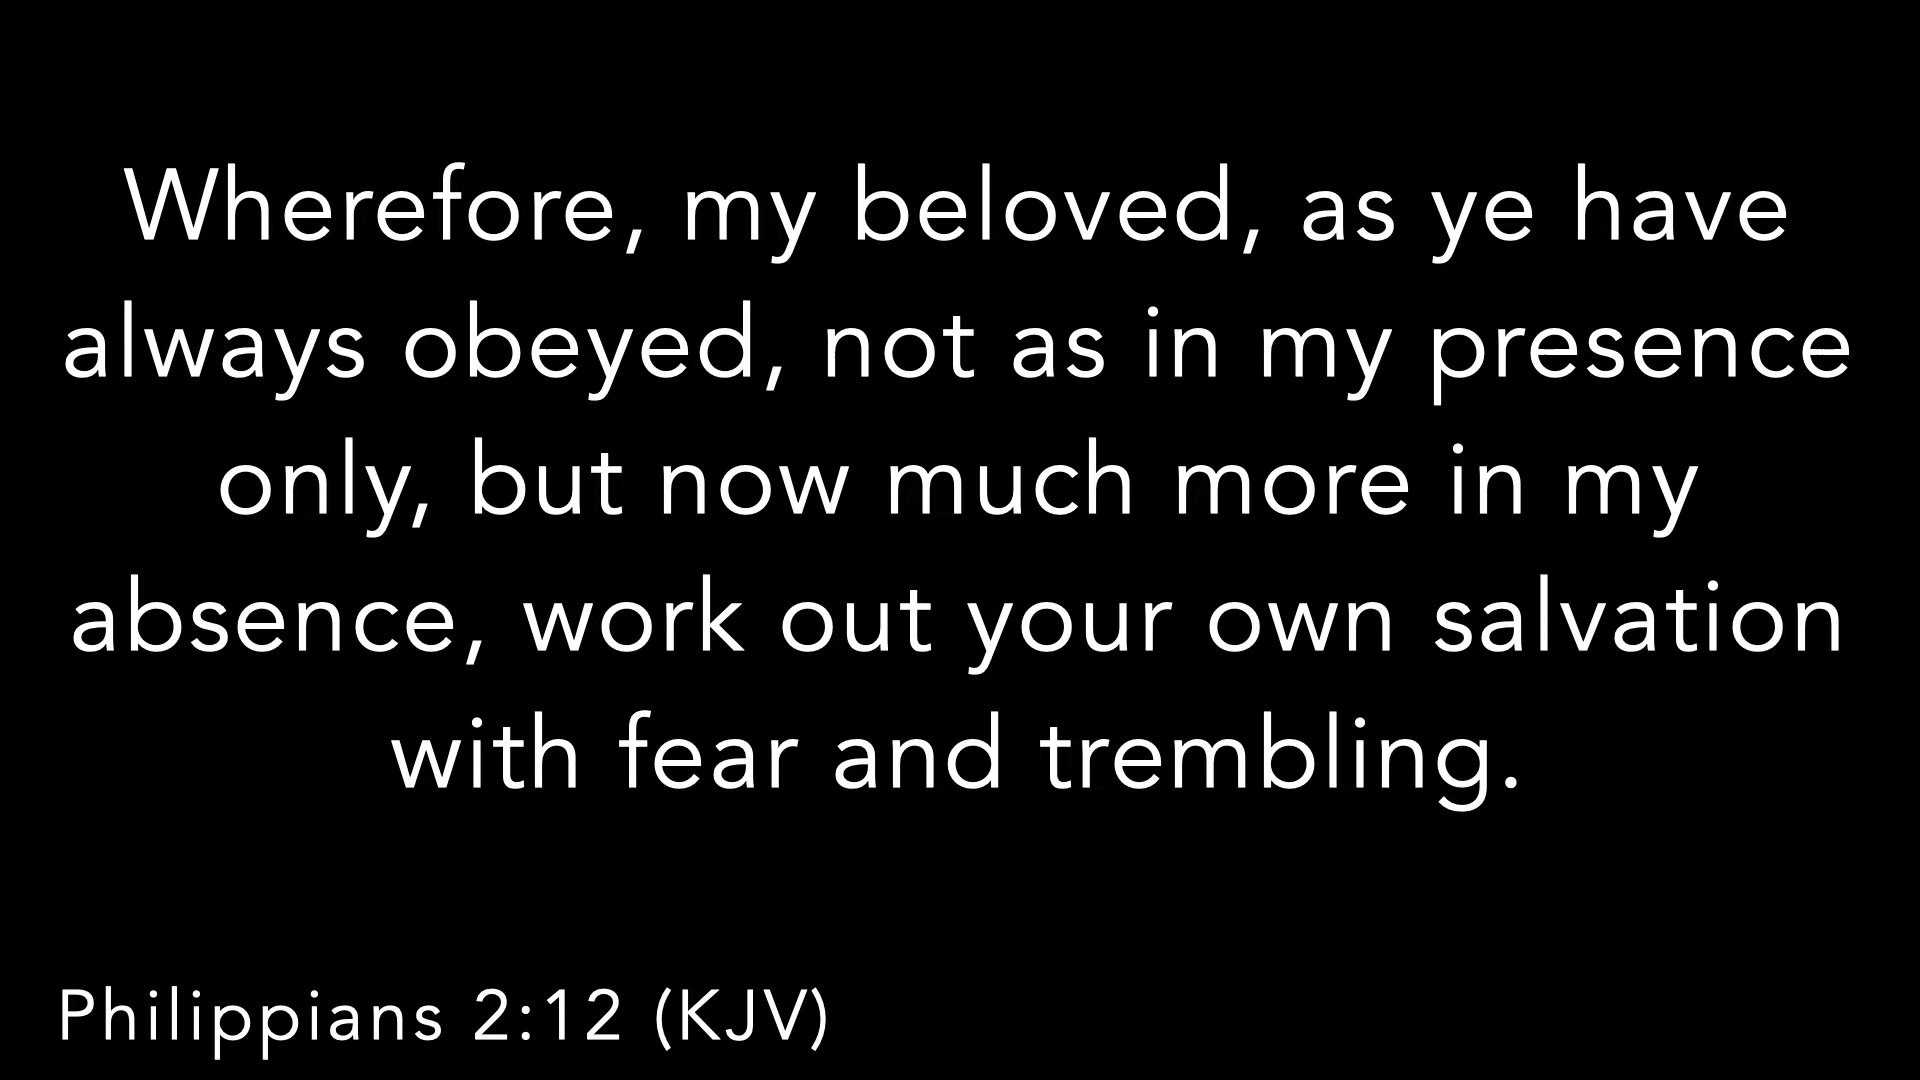 Wherefore, my beloved, as ye have
always obeyed, not as in my presence
only, but now much more in my
absence, work out your own salvation
with fear and trembling.
Philippians 2:12 (KJV)